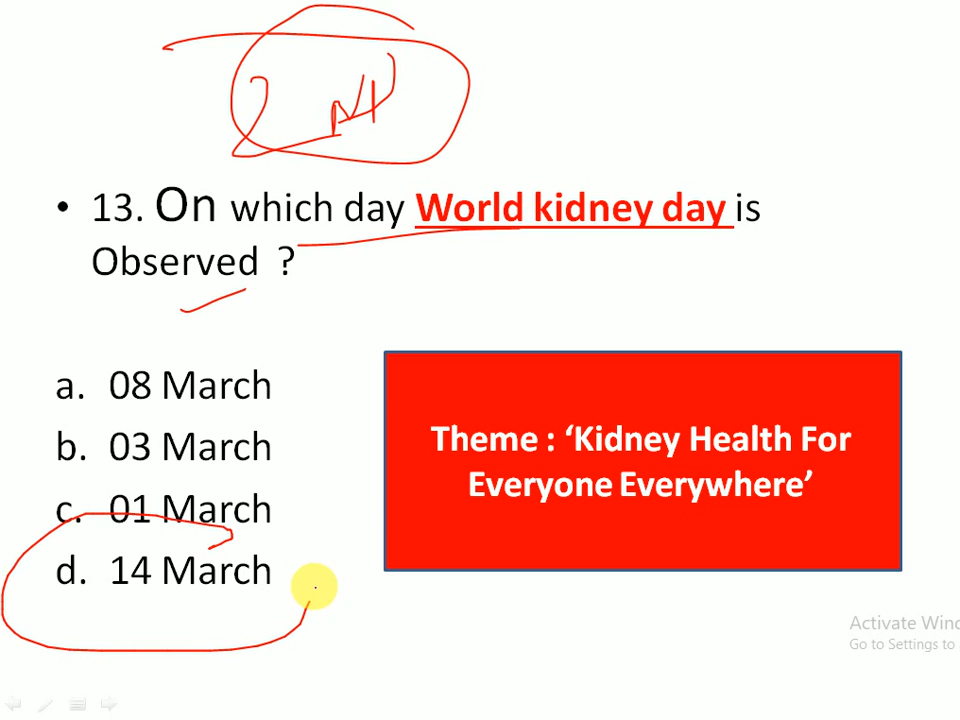 • 13. On which day World kidney day is
Observed ?
a. 08 March
b. 03 March
c. 01 March
d. 14 March
Theme : ‘Kidney Health For
Everyone Everywhere’
Activate Wind
Go to Settings to